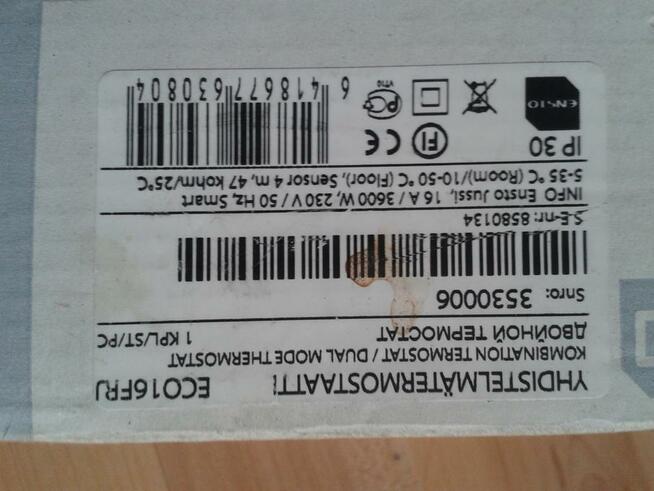 YHDISTELMÄTERMOSTAATTI ECO16FRJ
KOMBINATION TERMOSTAT / DUAL MODE THERMOSTAT
ДВОЙНОЙ ТЕРМОСТАТ 1 KPL/ST/PC
Snro: 3530006
S.E-nr: 8580134
INFO Ensto Jussi, 16 A / 3600 W, 230 V / 50 Hz, Smart
5-35 °C (Room)/10-50 °C (Floor), Sensor 4 m, 47 kohm/25°C
IP 30
FI
CE
ENSTO
6 418677 630804